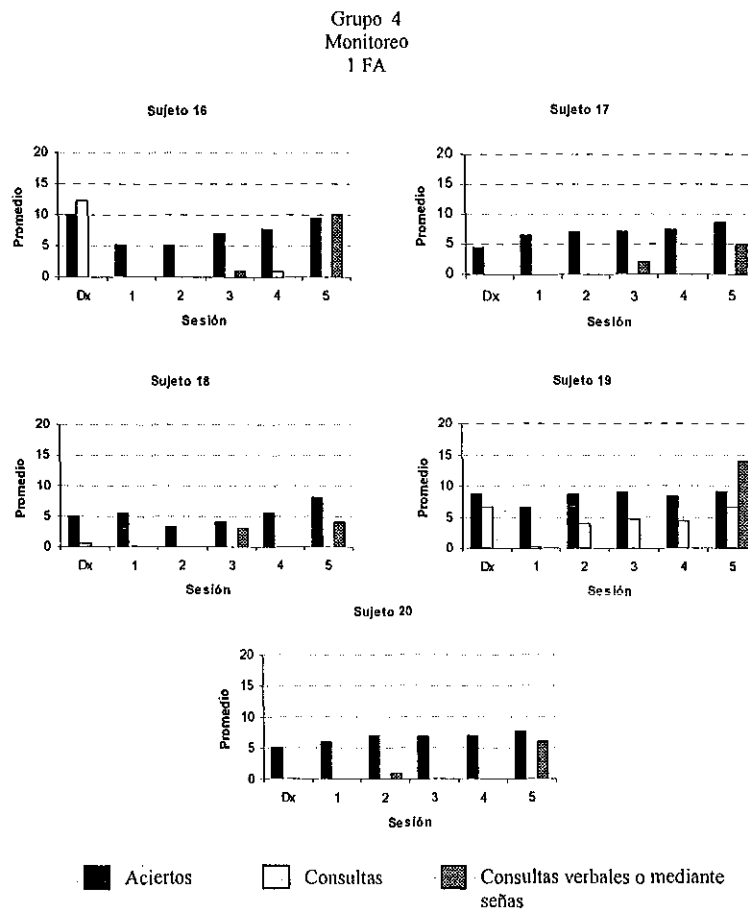 Grupo 4
Monitoreo
1 FA
Sujeto 16
20
15
10
5
0
Promedio
Dx 1 2 3 4 5
Sesión
Sujeto 17
20
15
10
5
0
Promedio
Dx 1 2 3 4 5
Sesión
Sujeto 18
20
15
10
5
0
Promedio
Dx 1 2 3 4 5
Sesión
Sujeto 19
20
15
10
5
0
Promedio
Dx 1 2 3 4 5
Sesión
Sujeto 20
20
15
10
5
0
Promedio
Dx 1 2 3 4 5
Sesión
Aciertos
Consultas
Consultas verbales o mediante
señas